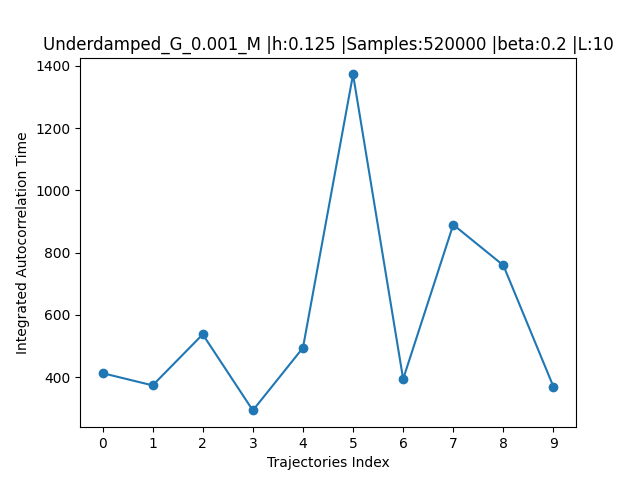 Underdamped_G_0.001_M |h:0.125 |Samples:520000 |beta:0.2 |L:10
1400
1200
1000
800
600
400
Integrated Autocorrelation Time
0 1 2 3 4 5 6 7 8 9
Trajectories Index